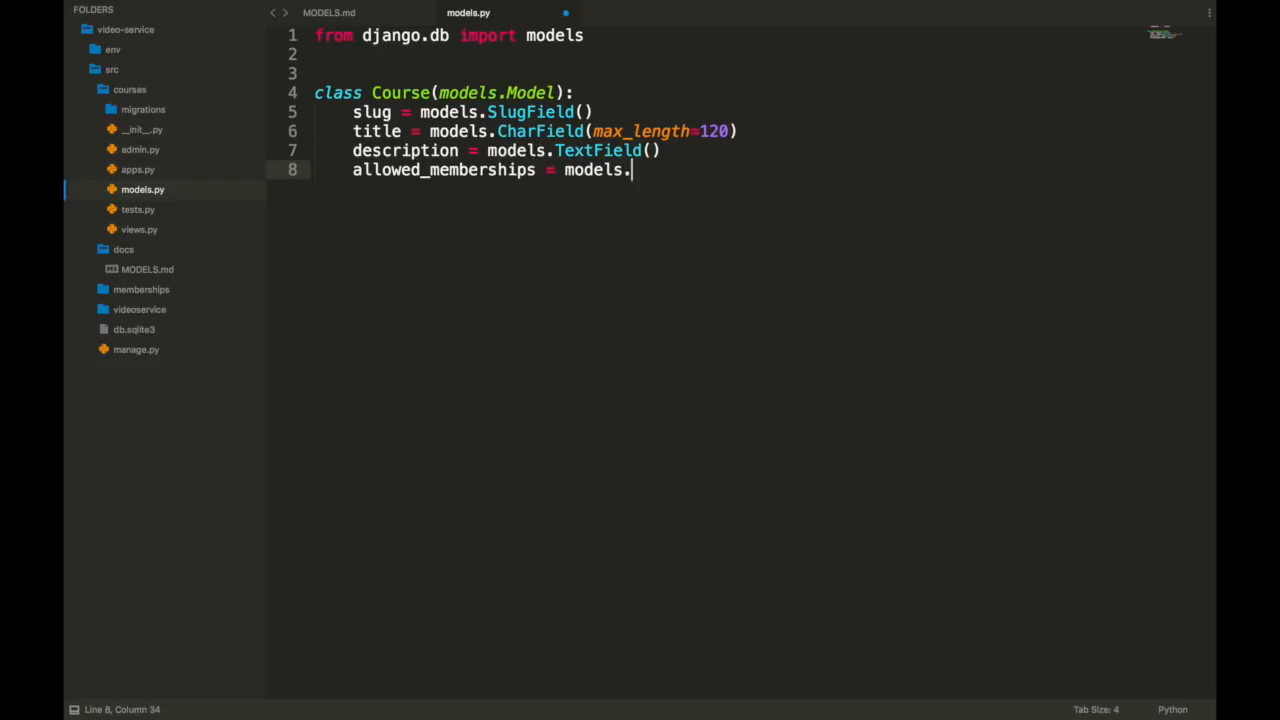 FOLDERS
video-service
env
src
courses
migrations
__init__.py
admin.py
apps.py
models.py
tests.py
views.py
docs
MODELS.md
memberships
videoservice
db.sqlite3
manage.py
MODELS.md models.py
1 from django.db import models
2
3
4 class Course(models.Model):
5 slug = models.SlugField()
6 title = models.CharField(max_length=120)
7 description = models.TextField()
8 allowed_memberships = models.
Line 8, Column 34
Tab Size: 4 Python